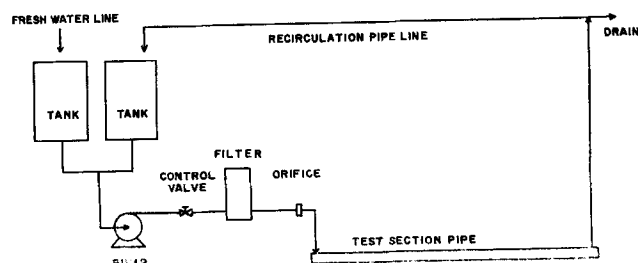 FRESH WATER LINE
RECIRCULATION PIPE LINE
DRAIN
TANK
TANK
FILTER
CONTROL
VALVE
ORIFICE
TEST SECTION PIPE